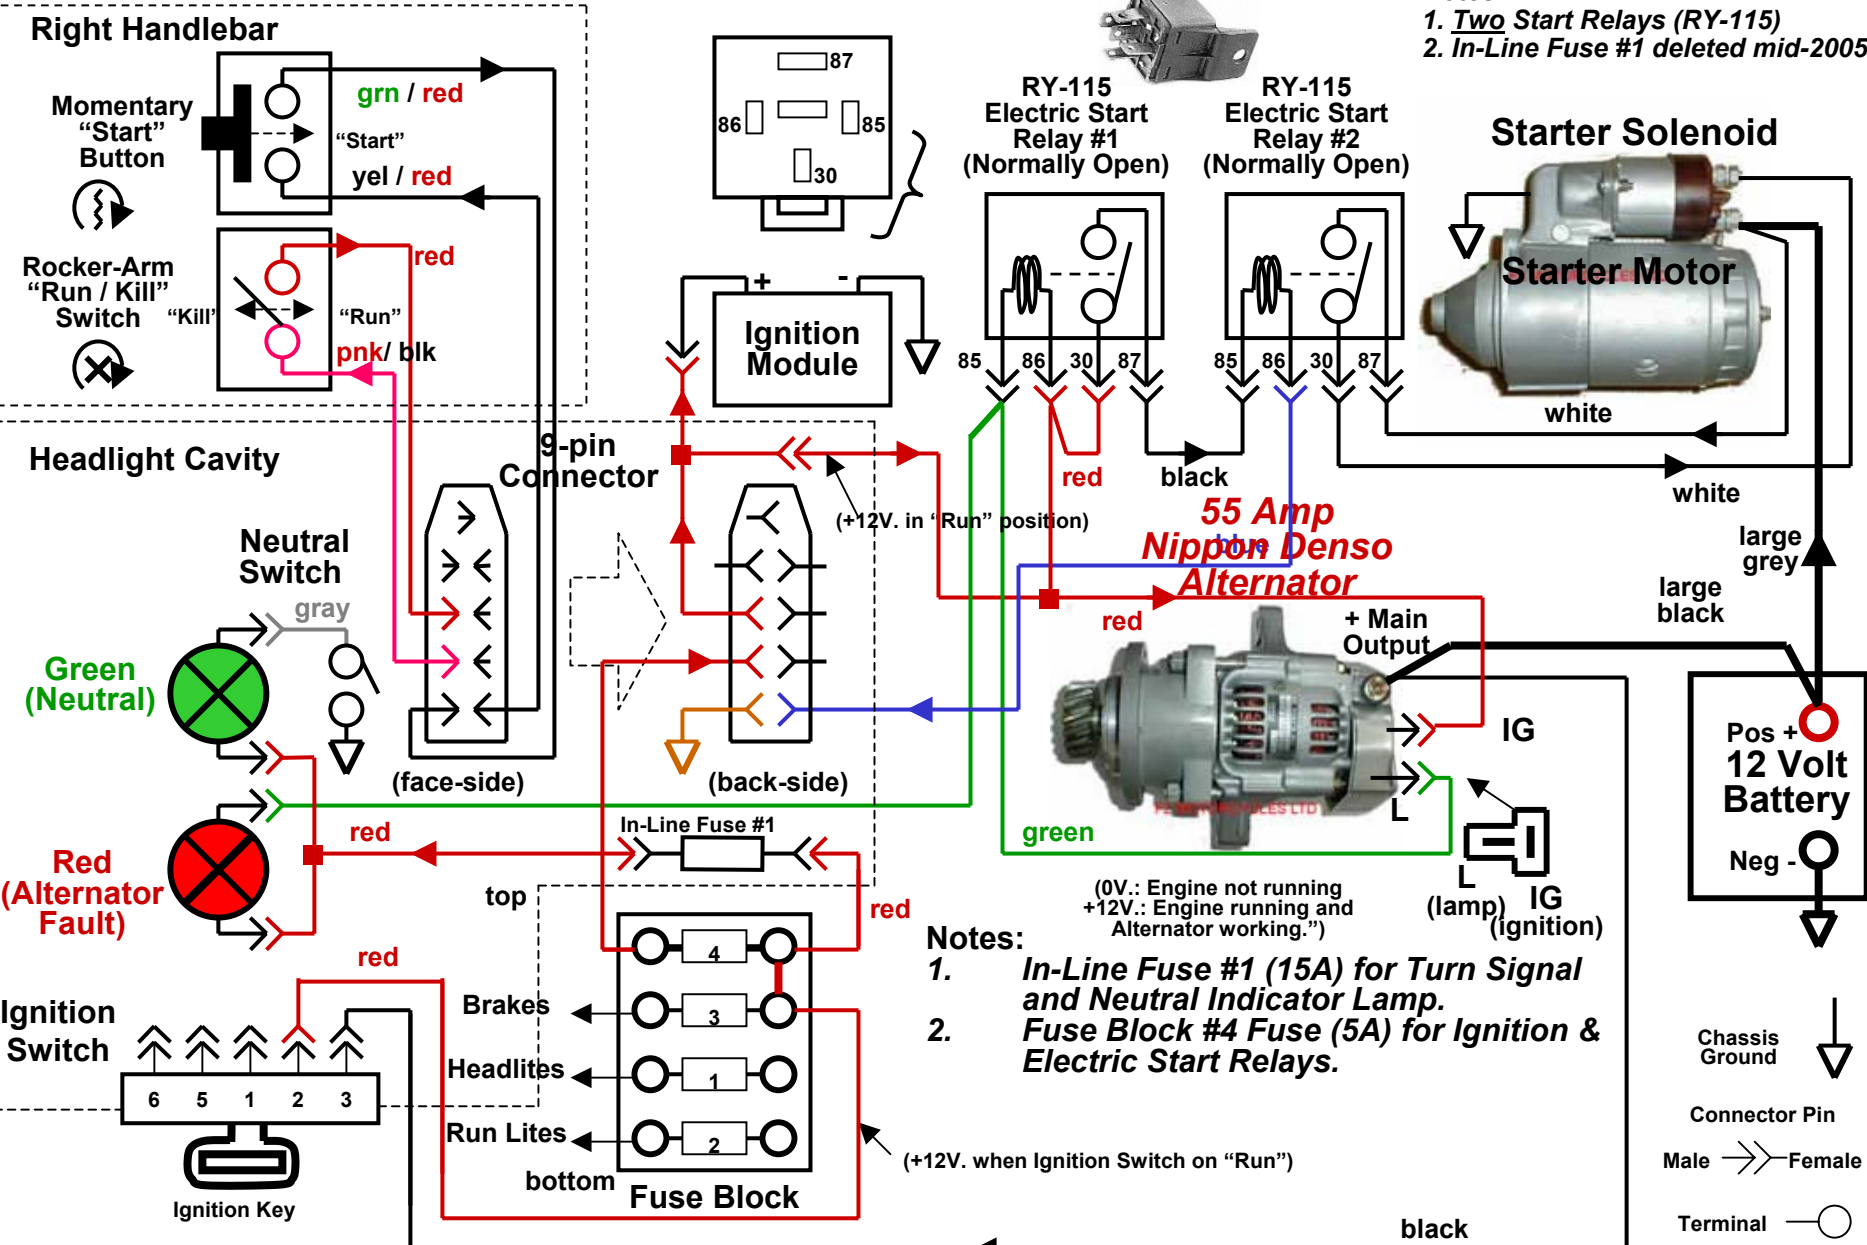 Right Handlebar
Momentary
“Start”
Button
grn / red
“Start”
yel / red
Rocker-Arm
“Run / Kill”
Switch
“Kill’
“Run”
red
pnk/ blk
87
86
85
30
RY-115
Electric Start
Relay #1
(Normally Open)
RY-115
Electric Start
Relay #2
(Normally Open)
1. Two Start Relays (RY-115)
2. In-Line Fuse #1 deleted mid-2005
Starter Solenoid
Starter Motor
+ -
Ignition
Module
85 86 30 87
85 86 30 87
white
white
red
black
Headlight Cavity
9-pin
Connector
(+12V. in “Run” position)
55 Amp
Nippon Denso
Alternator
blue
large
grey
large
black
Neutral
Switch
gray
Green
(Neutral)
red
+ Main
Output
IG
L
Pos +
12 Volt
Battery
Neg -
(face-side)
(back-side)
In-Line Fuse #1
red
Red
(Alternator
Fault)
top
red
green
(0V.: Engine not running
+12V.: Engine running and
Alternator working.”)
L
(lamp)
IG
(ignition)
Notes:
1. In-Line Fuse #1 (15A) for Turn Signal
and Neutral Indicator Lamp.
2. Fuse Block #4 Fuse (5A) for Ignition &
Electric Start Relays.
red
Ignition
Switch
6 5 1 2 3
Ignition Key
Brakes
Headlites
Run Lites
4
3
1
2
bottom
Fuse Block
(+12V. when Ignition Switch on “Run”)
Chassis
Ground
Connector Pin
Male Female
Terminal
black